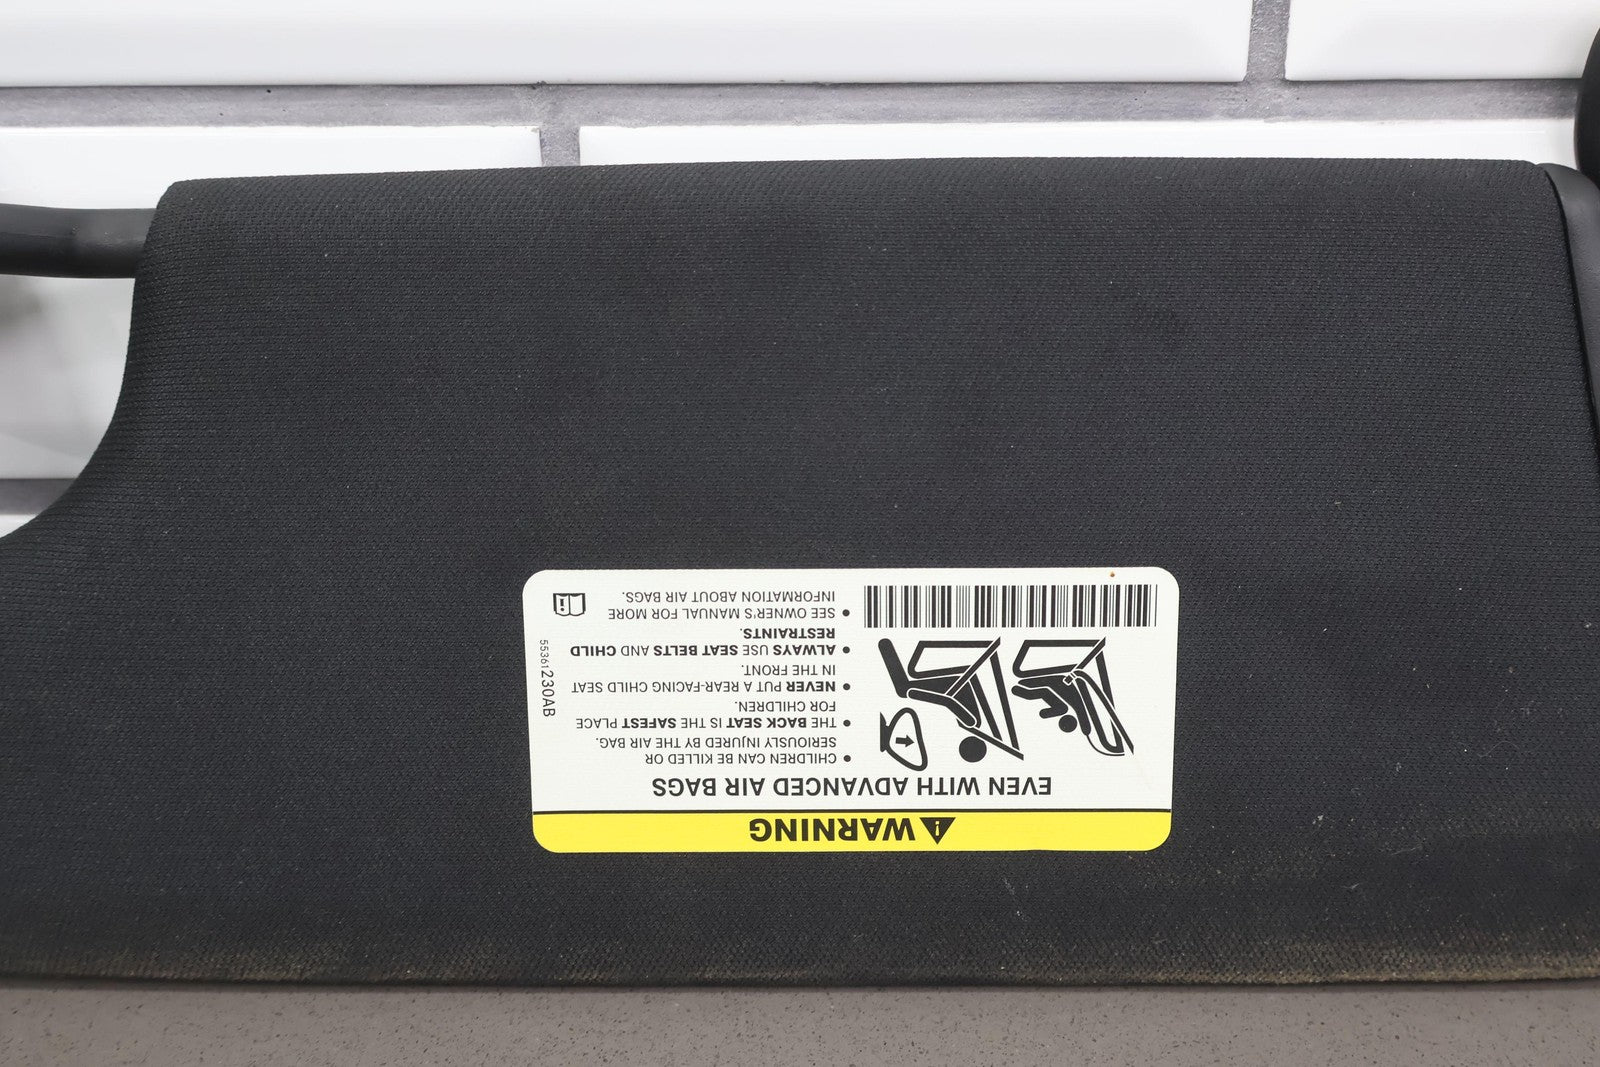 WARNING
EVEN WITH ADVANCED AIR BAGS
• CHILDREN CAN BE KILLED OR
SERIOUSLY INJURED BY THE AIR BAG.
• THE BACK SEAT IS THE SAFEST PLACE
FOR CHILDREN.
• NEVER PUT A REAR-FACING CHILD SEAT
IN THE FRONT.
• ALWAYS USE SEAT BELTS AND CHILD
RESTRAINTS.
• SEE OWNER'S MANUAL FOR MORE
INFORMATION ABOUT AIR BAGS.
55361230AB